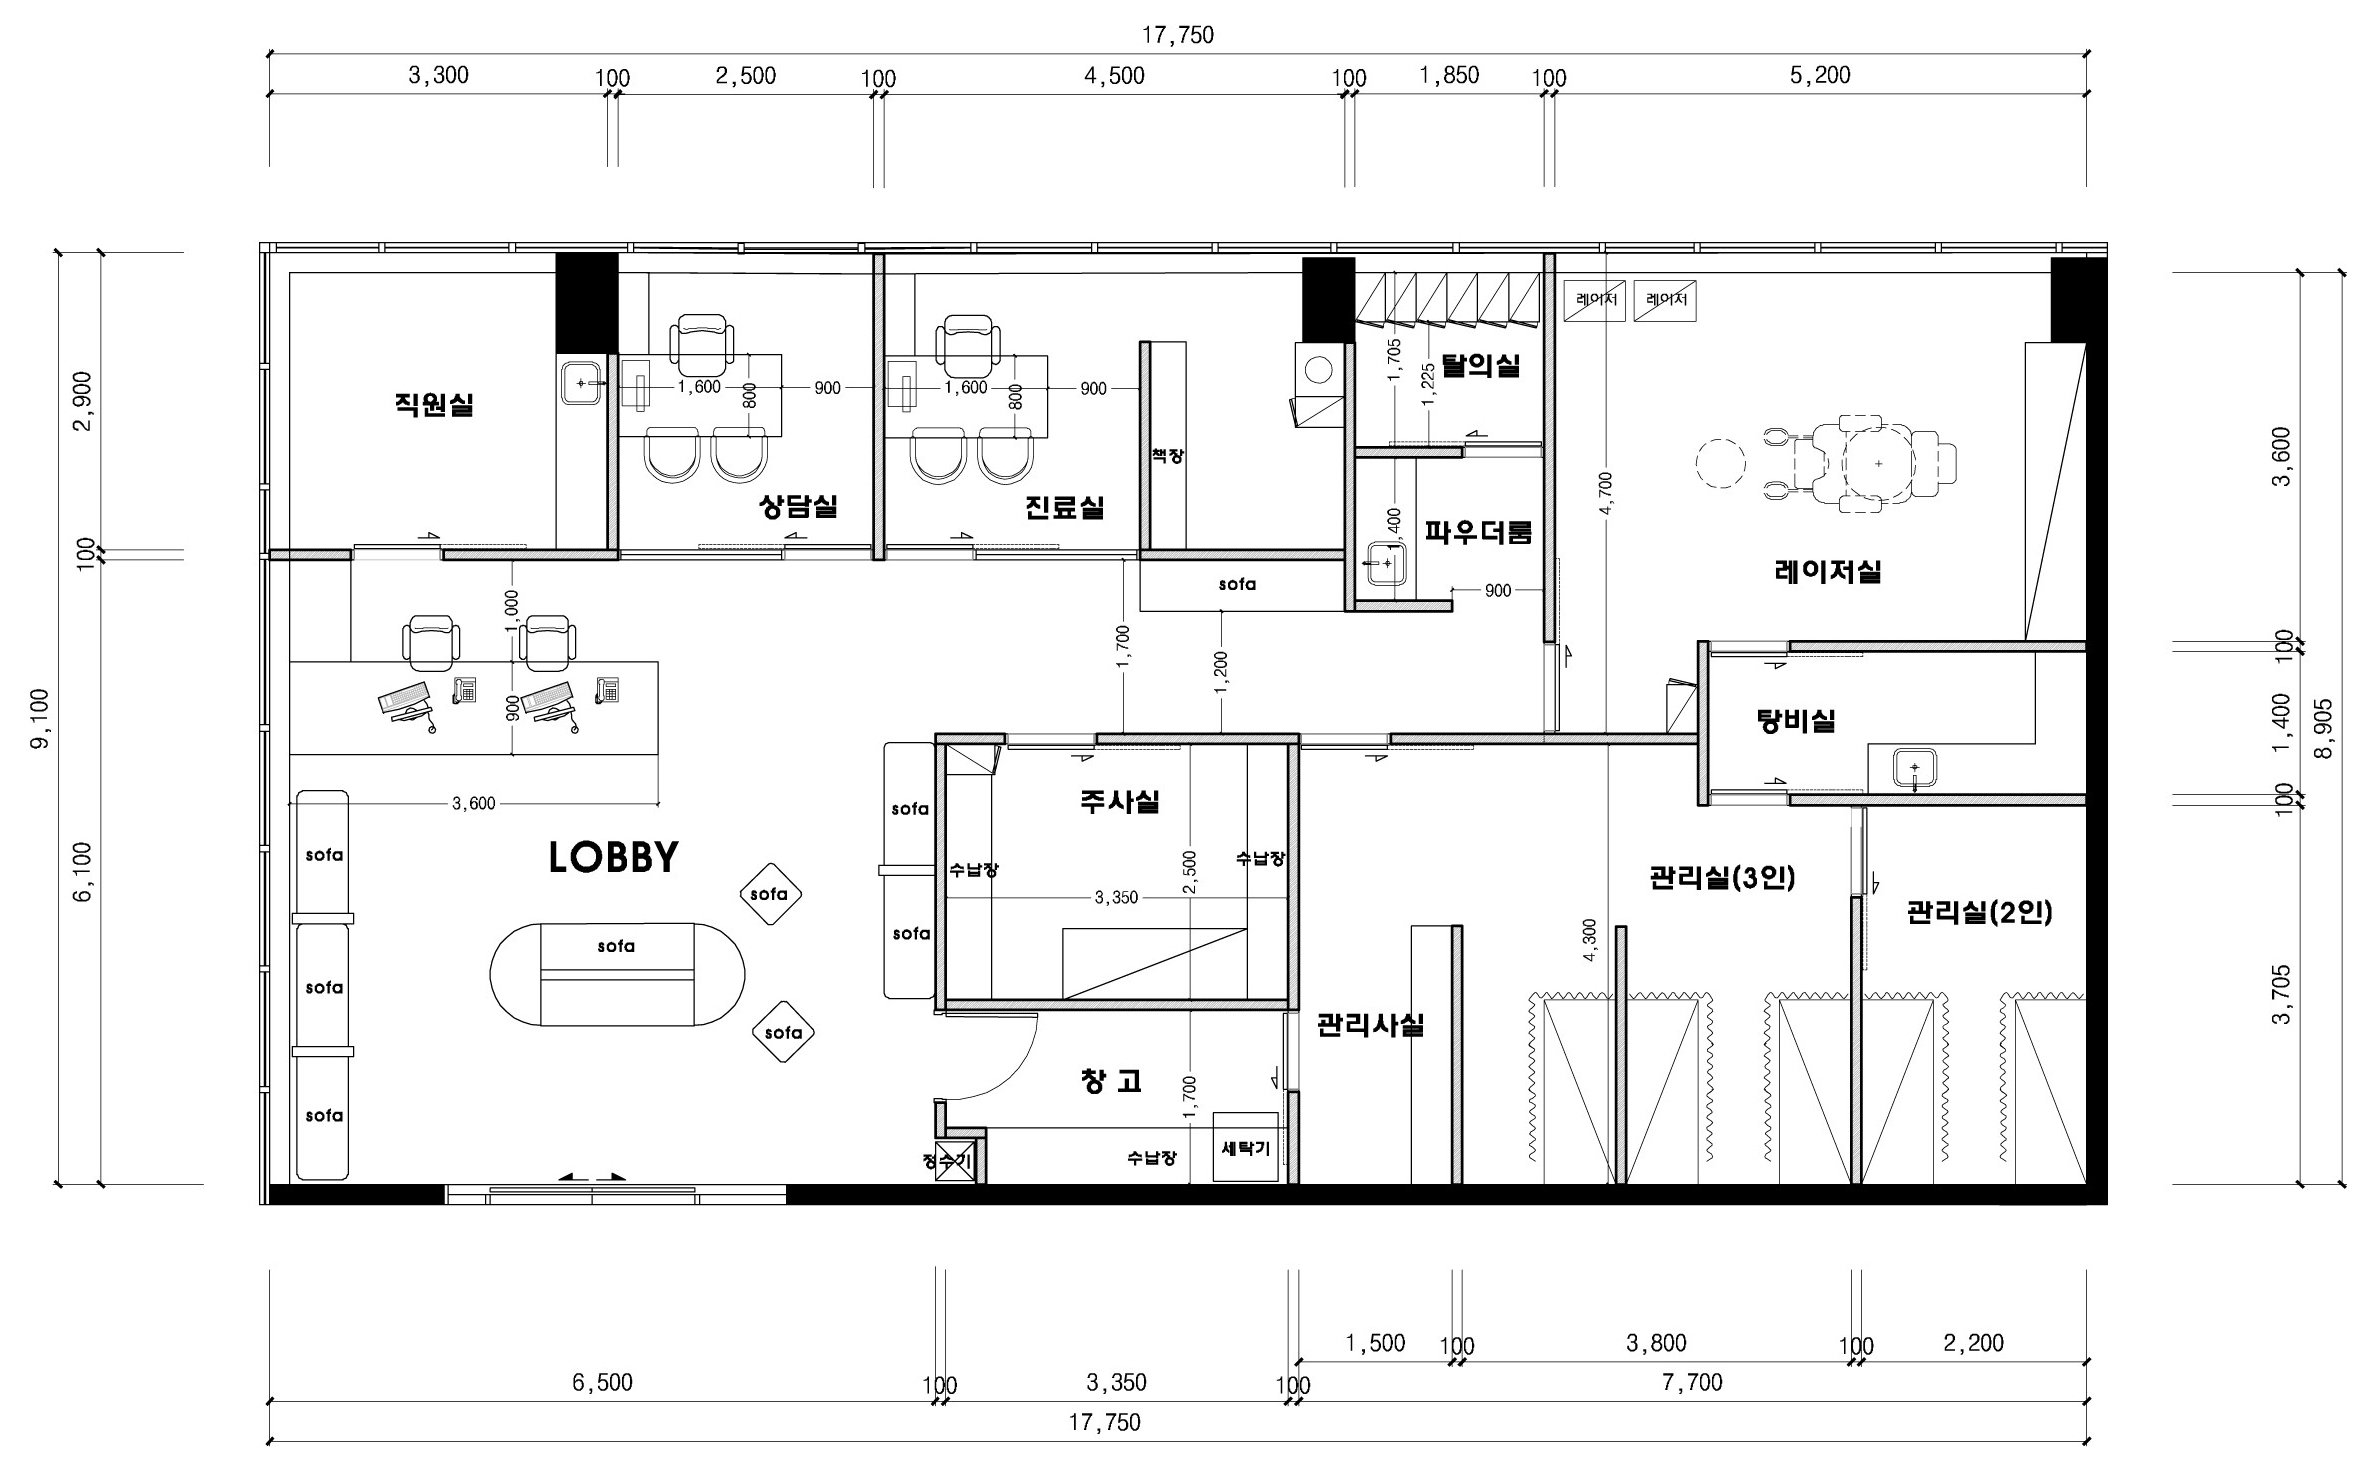 17,750
3,300
100
2,500
100
4,500
100
1,850
100
5,200
레이저
레이저
1,705
1,225
탈의실
1,600
800
900
1,600
800
900
직원실
2,900
책장
3,600
상담실
진료실
4,700
1,400
파우더룸
100
레이저실
sofa
900
1,000
1,700
1,200
100
900
9,100
탕비실
1,400
8,905
3,600
sofa
주사실
100
LOBBY
sofa
수납장
2,500
수납장
6,100
관리실(3인)
sofa
3,350
관리실(2인)
sofa
sofa
4,300
sofa
3,705
관리사실
sofa
창 고
1,700
sofa
정수기
수납장
세탁기
1,500
100
3,800
100
2,200
6,500
100
3,350
100
7,700
17,750